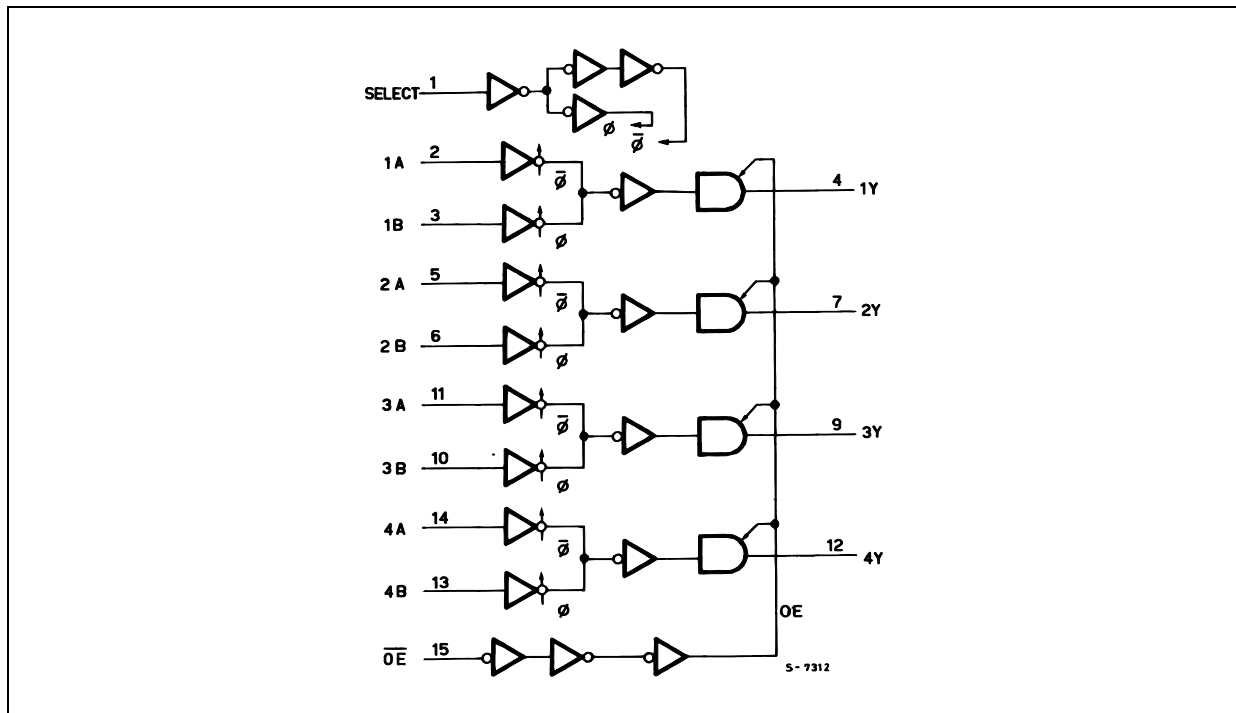 SELECT 1
ø
ø̅
1A 2
ø̅
4 1Y
1B 3
ø
2A 5
ø̅
7 2Y
2B 6
ø
3A 11
ø̅
9 3Y
3B 10
ø
4A 14
ø̅
12 4Y
4B 13
ø
OE
O̅E̅ 15
S-7312